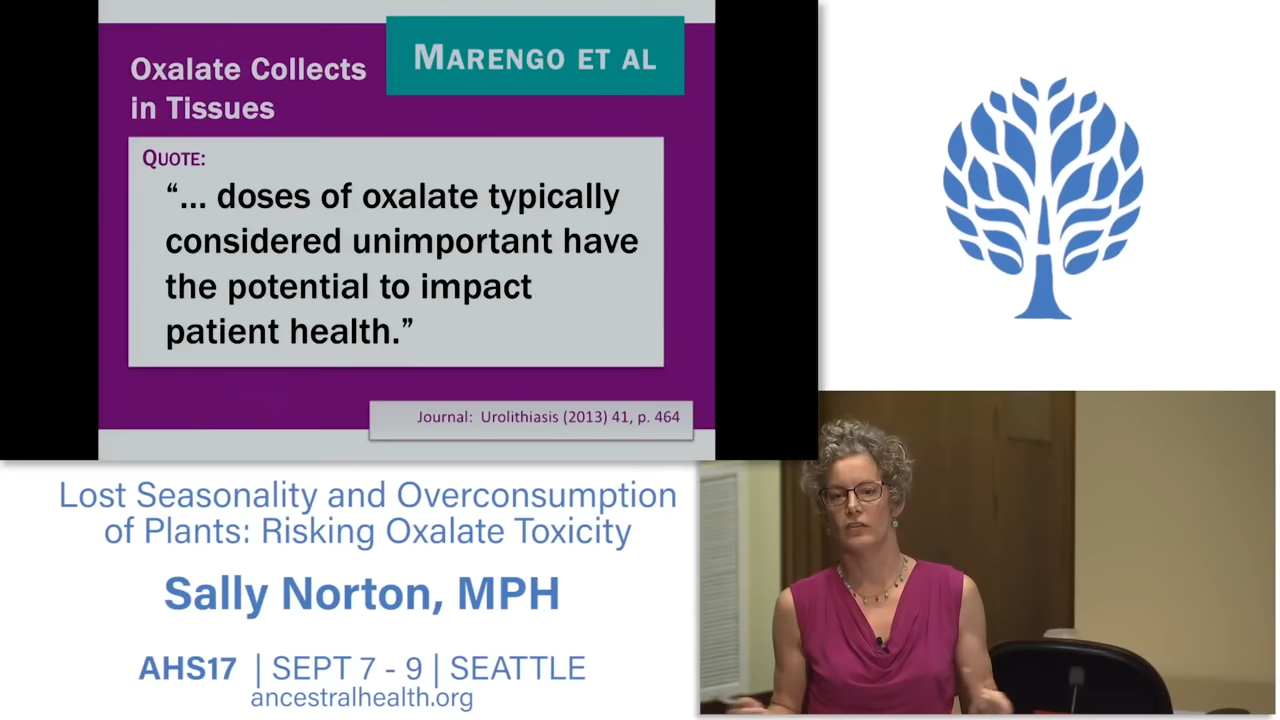 Oxalate Collects
in Tissues
MARENGO ET AL
QUOTE:
“... doses of oxalate typically
considered unimportant have
the potential to impact
patient health.”
Journal: Urolithiasis (2013) 41, p. 464
Lost Seasonality and Overconsumption
of Plants: Risking Oxalate Toxicity
Sally Norton, MPH
AHS17 | SEPT 7 - 9 | SEATTLE
ancestralhealth.org